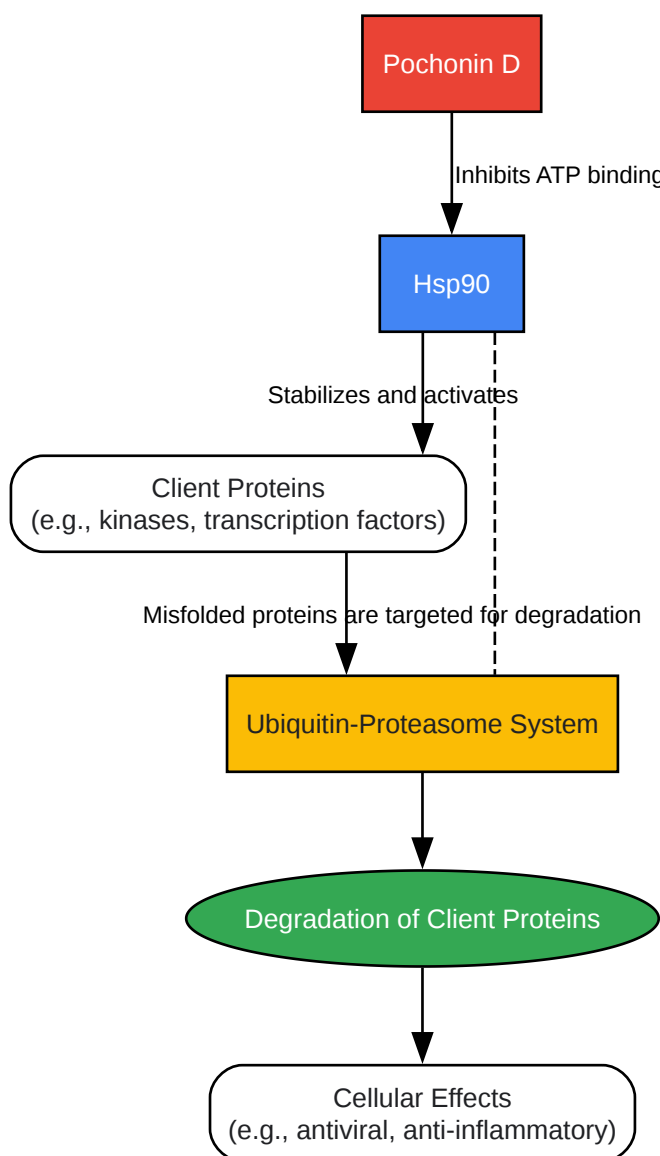 Pochonin D
Inhibits ATP binding
Hsp90
Stabilizes and activates
Client Proteins
(e.g., kinases, transcription factors)
Misfolded proteins are targeted for degradation
Ubiquitin-Proteasome System
Degradation of Client Proteins
Cellular Effects
(e.g., antiviral, anti-inflammatory)